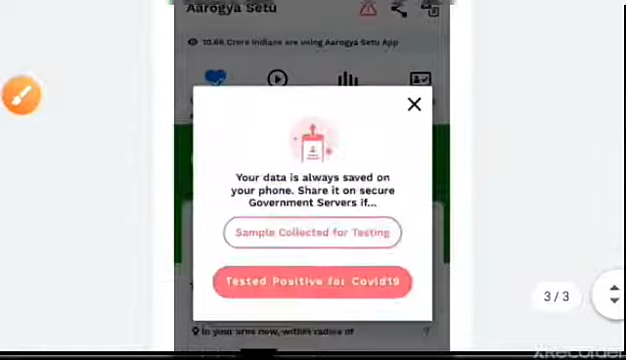 Aarogya Setu
10.66 Crore Indians are using Aarogya Setu App
Your data is always saved on
your phone. Share it on secure
Government Servers if...
Sample Collected for Testing
Tested Positive for Covid19
3 / 3
In your area now, within radius of
XRecorder